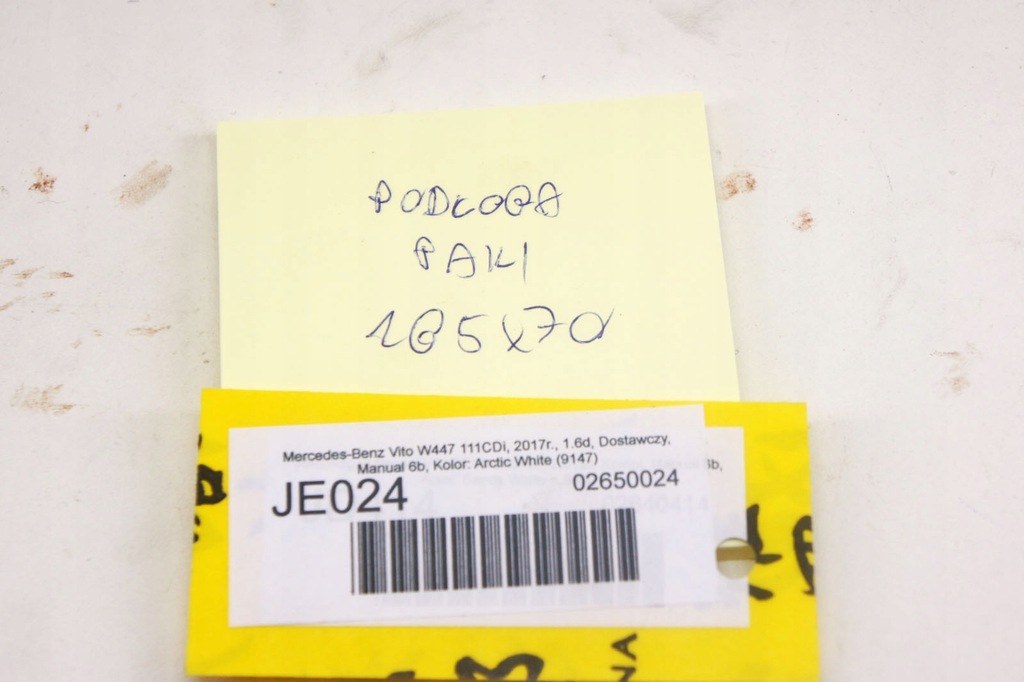 PODŁOGA
PAKI
165x70
Mercedes-Benz Vito W447 111CDi, 2017r., 1.6d, Dostawczy,
Manual 6b, Kolor: Arctic White (9147)
JE024
02650024